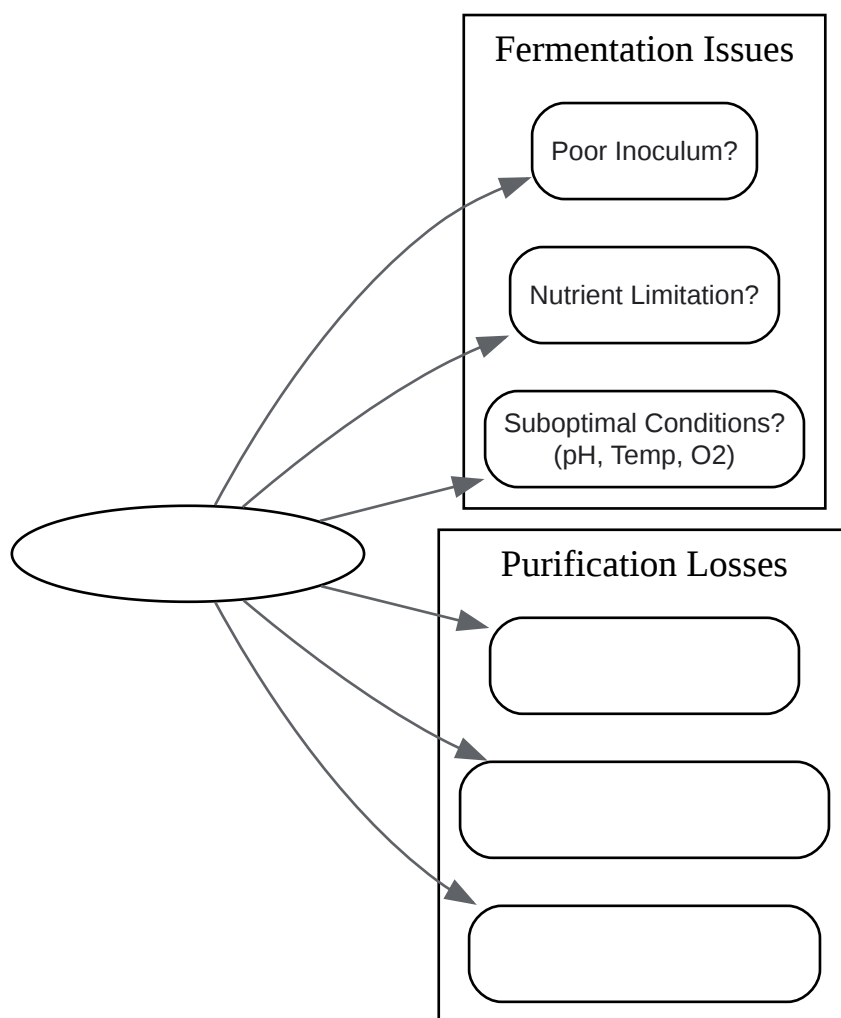 Fermentation Issues
Poor Inoculum?
Nutrient Limitation?
Suboptimal Conditions?
(pH, Temp, O2)
Purification Losses